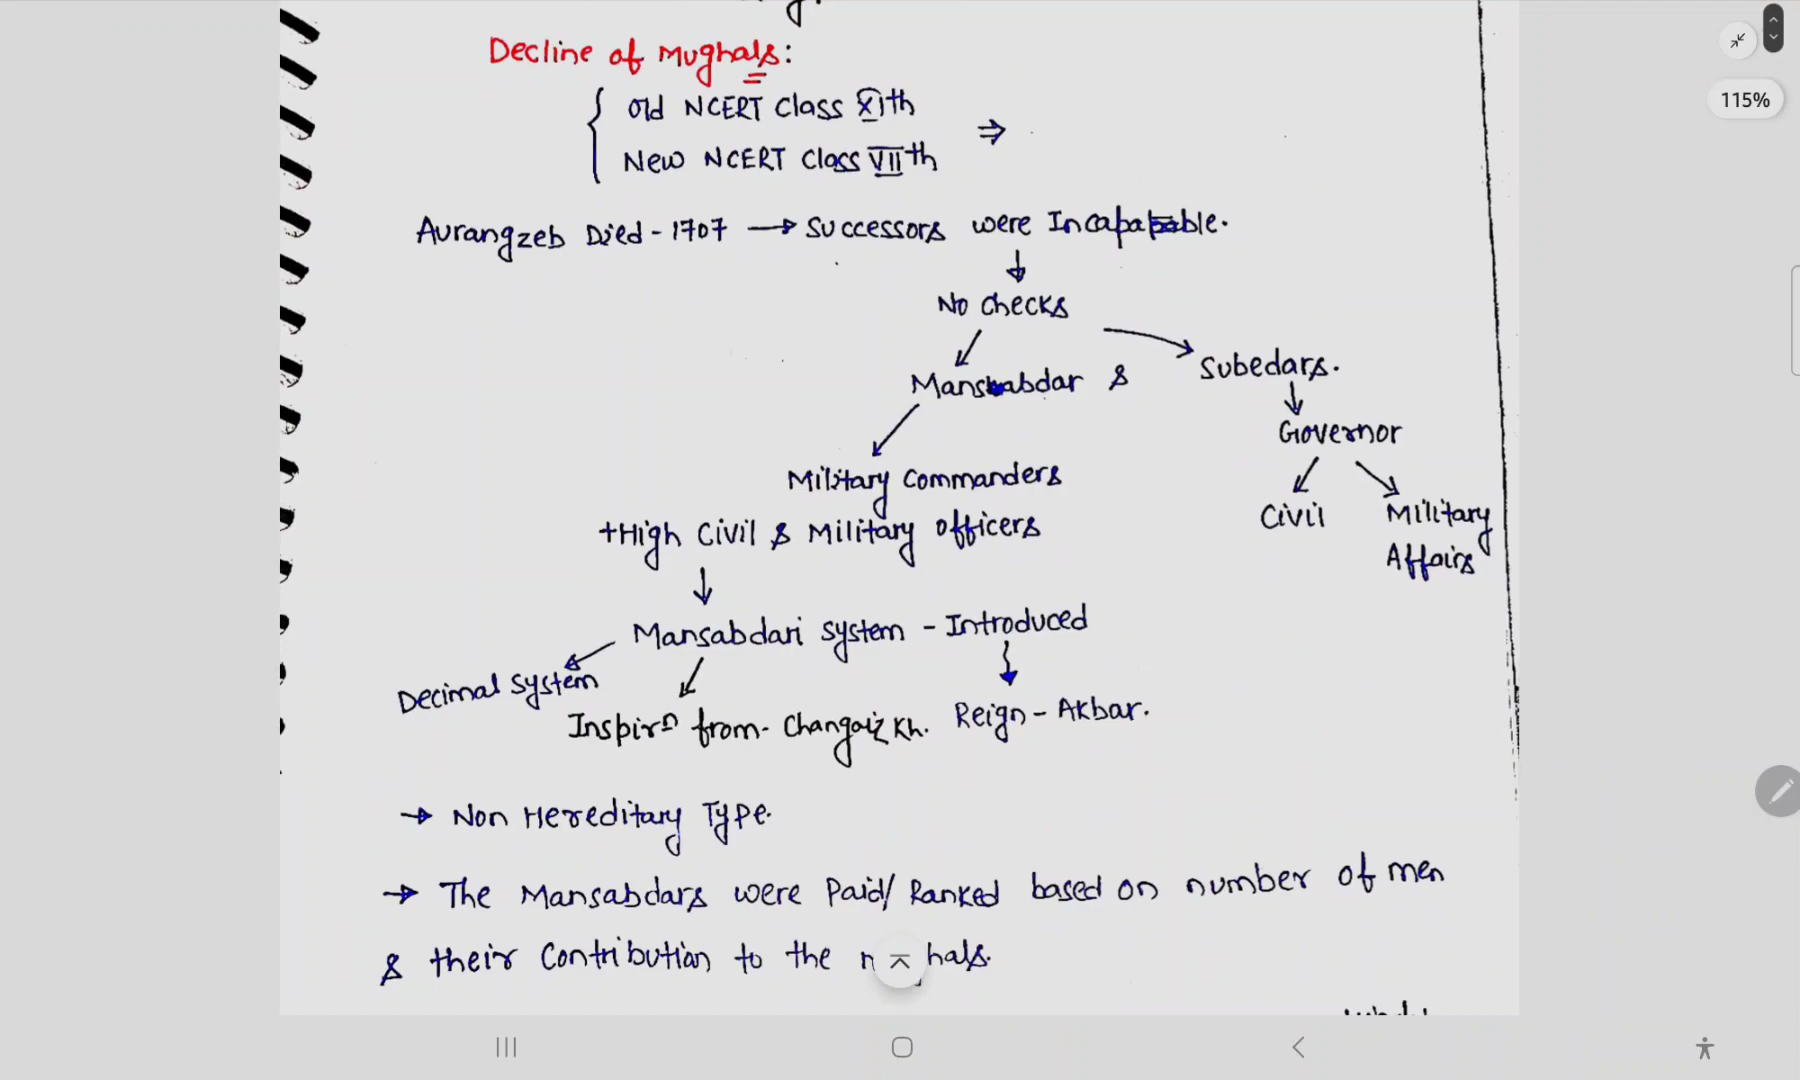 115%
Decline of Mughals:
Old NCERT Class XIth
New NCERT Class VIIth ⇒
Aurangzeb Died - 1707 → Successors were Incapable.
↓
No Checks
Mansabdar & Subedars.
Governor
Military Commanders
Civil Military
+High Civil & Military officers Affairs
↓
Mansabdari System - Introduced
Decimal System
Inspirn from - Changaiz Kh. Reign - Akbar.
→ Non Hereditary Type.
→ The Mansabdars were Paid/Ranked based on number of men
& their Contribution to the